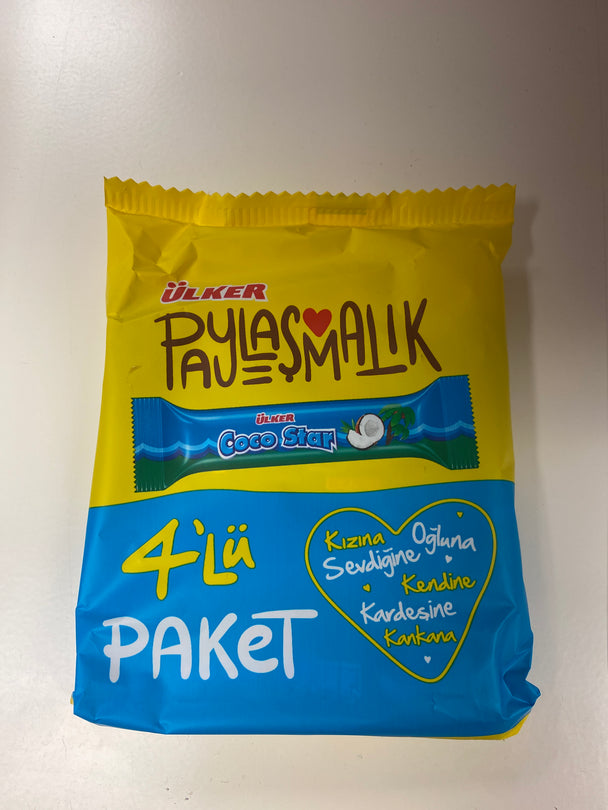 ÜLKER
PAYLAŞMALIK
ÜLKER
Coco Star
4'LÜ
PAKET
Kızına Oğluna
Sevdiğine
Kendine
Kardeşine
Kankana